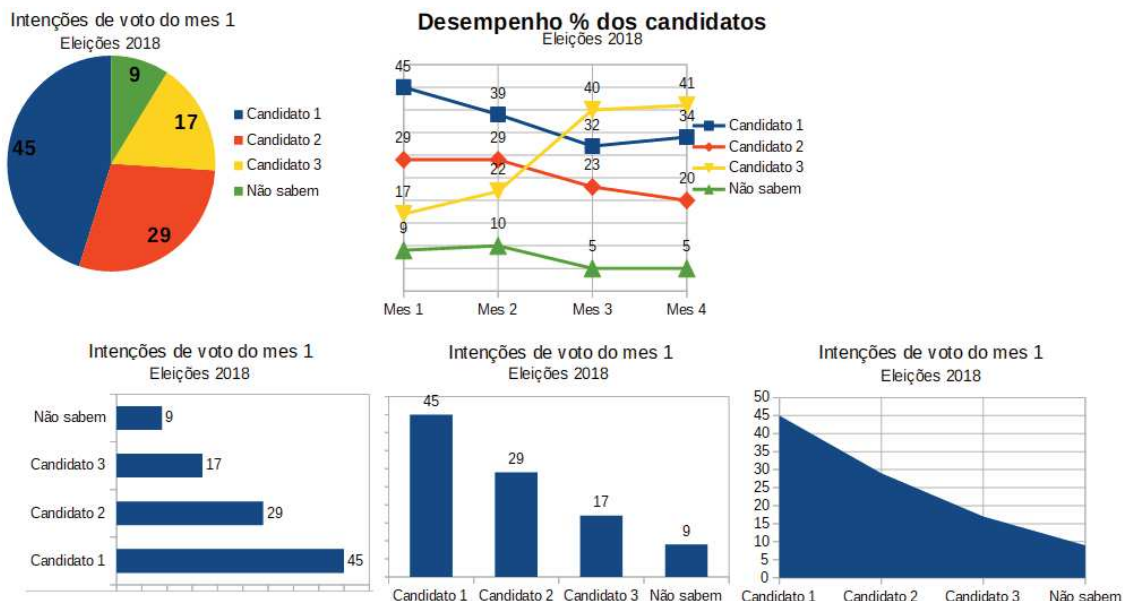 Intenções de voto do mes 1
Eleições 2018
9
17
45
29
Candidato 1
Candidato 2
Candidato 3
Não sabem
Desempenho % dos candidatos
Eleições 2018
45
39
40
41
32
34
29
29
22
23
20
17
9
10
5
5
Candidato 1
Candidato 2
Candidato 3
Não sabem
Mes 1 Mes 2 Mes 3 Mes 4
Intenções de voto do mes 1
Eleições 2018
Não sabem 9
Candidato 3 17
Candidato 2 29
Candidato 1 45
Intenções de voto do mes 1
Eleições 2018
45
29
17
9
Candidato 1 Candidato 2 Candidato 3 Não sabem
Intenções de voto do mes 1
Eleições 2018
50
45
40
35
30
25
20
15
10
5
0
Candidato 1 Candidato 2 Candidato 3 Não sabem